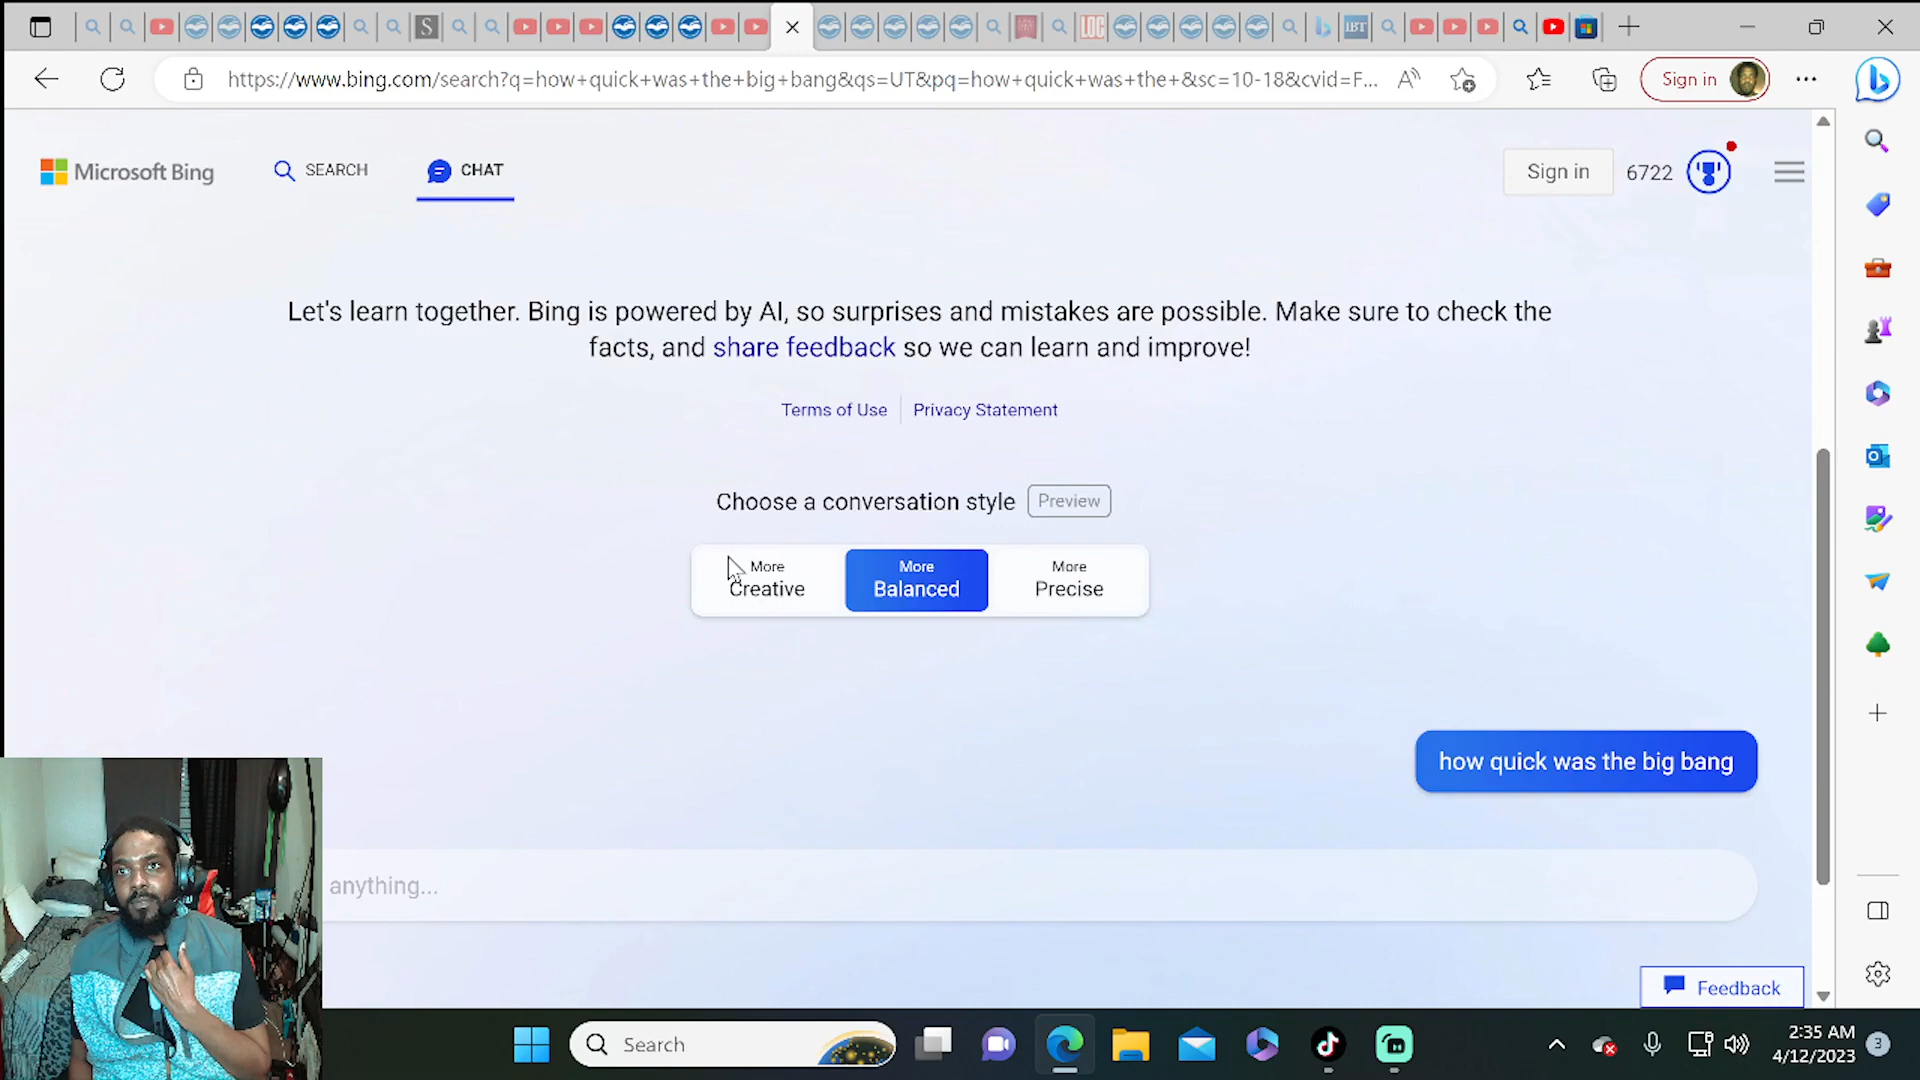 S
LOC
IBT
https://www.bing.com/search?q=how+quick+was+the+big+bang&qs=UT&pq=how+quick+was+the+&sc=10-18&cvid=F...
Sign in
Microsoft Bing
SEARCH
CHAT
Sign in
6722
Let's learn together. Bing is powered by AI, so surprises and mistakes are possible. Make sure to check the
facts, and share feedback so we can learn and improve!
Terms of Use
Privacy Statement
Choose a conversation style
Preview
More
Creative
More
Balanced
More
Precise
how quick was the big bang
anything...
Feedback
Search
2:35 AM
4/12/2023
3